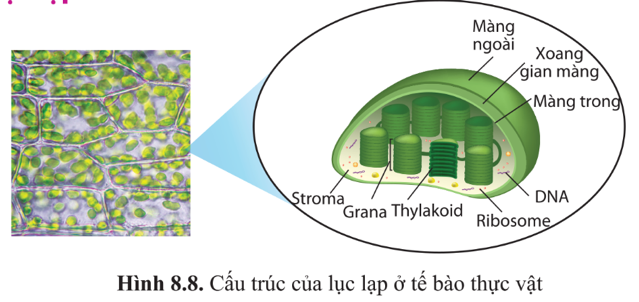 Màng
ngoài
Xoang
gian màng
Màng trong
Stroma
Grana
Thylakoid
Ribosome
DNA
Hình 8.8. Cấu trúc của lục lạp ở tế bào thực vật